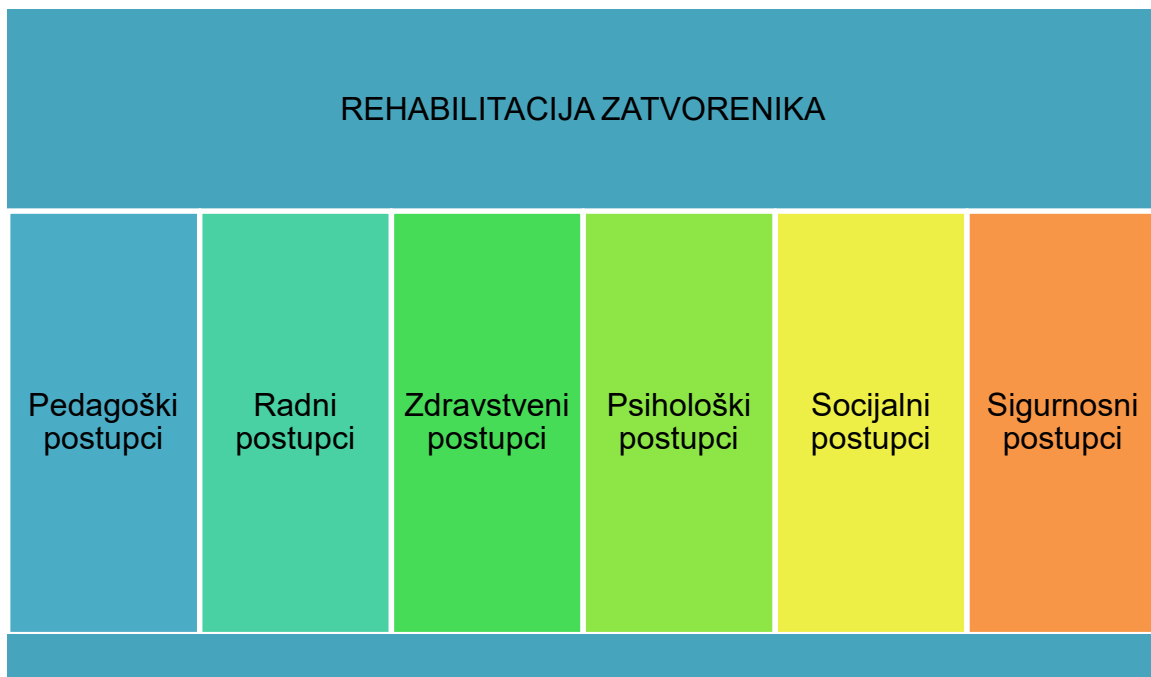 REHABILITACIJA ZATVORENIKA
Pedagoški
postupci
Radni
postupci
Zdravstveni
postupci
Psihološki
postupci
Socijalni
postupci
Sigurnosni
postupci